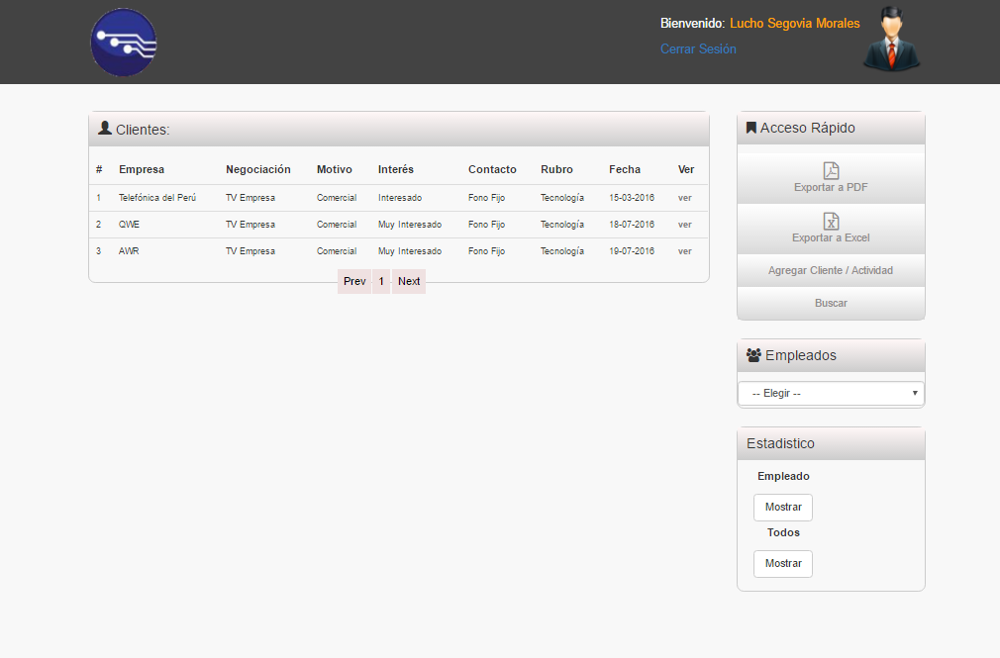 Bienvenido: Lucho Segovia Morales
Cerrar Sesión
Clientes:
# Empresa Negociación Motivo Interés Contacto Rubro Fecha Ver
1 Telefónica del Perú TV Empresa Comercial Interesado Fono Fijo Tecnología 15-03-2016 ver
2 QWE TV Empresa Comercial Muy Interesado Fono Fijo Tecnología 18-07-2016 ver
3 AWR TV Empresa Comercial Muy Interesado Fono Fijo Tecnología 19-07-2016 ver
Prev 1 Next
Acceso Rápido
Exportar a PDF
Exportar a Excel
Agregar Cliente / Actividad
Buscar
Empleados
-- Elegir --
Estadistico
Empleado
Mostrar
Todos
Mostrar